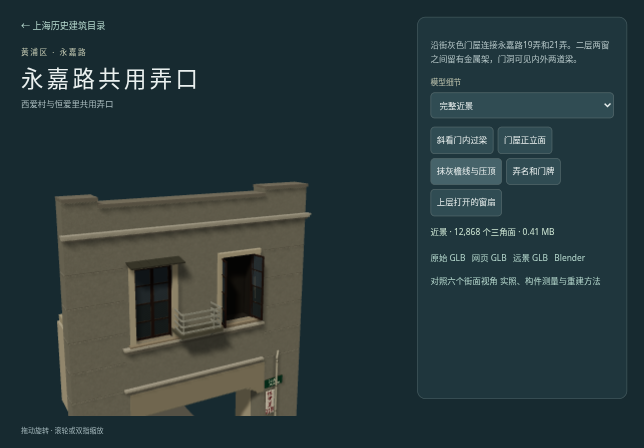 ← 上海历史建筑目录
黄浦区 · 永嘉路
永嘉路共用弄口
西爱村与恒爱里共用弄口
沿街灰色门屋连接永嘉路19弄和21弄。二层两窗
之间留有金属架，门洞可见内外两道梁。
模型细节
完整近景
斜看门内过梁
门屋正立面
抹灰檐线与压顶
弄名和门牌
上层打开的窗扇
近景 · 12,868 个三角面 · 0.41 MB
原始 GLB 网页 GLB 远景 GLB Blender
对照六个街面视角 实照、构件测量与重建方法
拖动旋转 · 滚轮或双指缩放